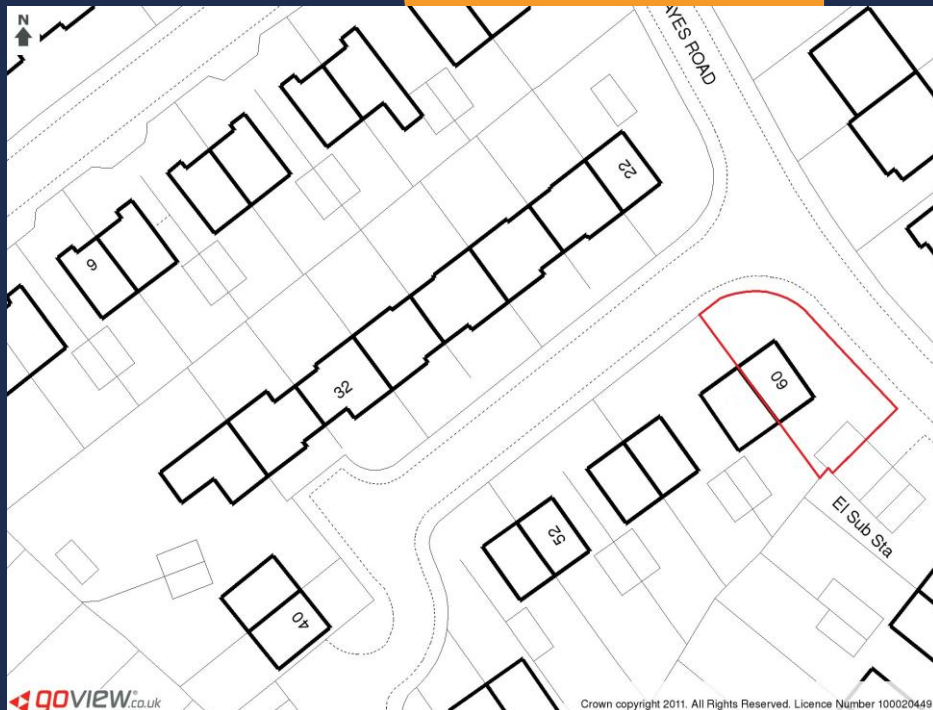 N
AYES ROAD
22
9
32
60
52
El Sub Sta
40
goview.co.uk
Crown copyright 2011. All Rights Reserved. Licence Number 100020449